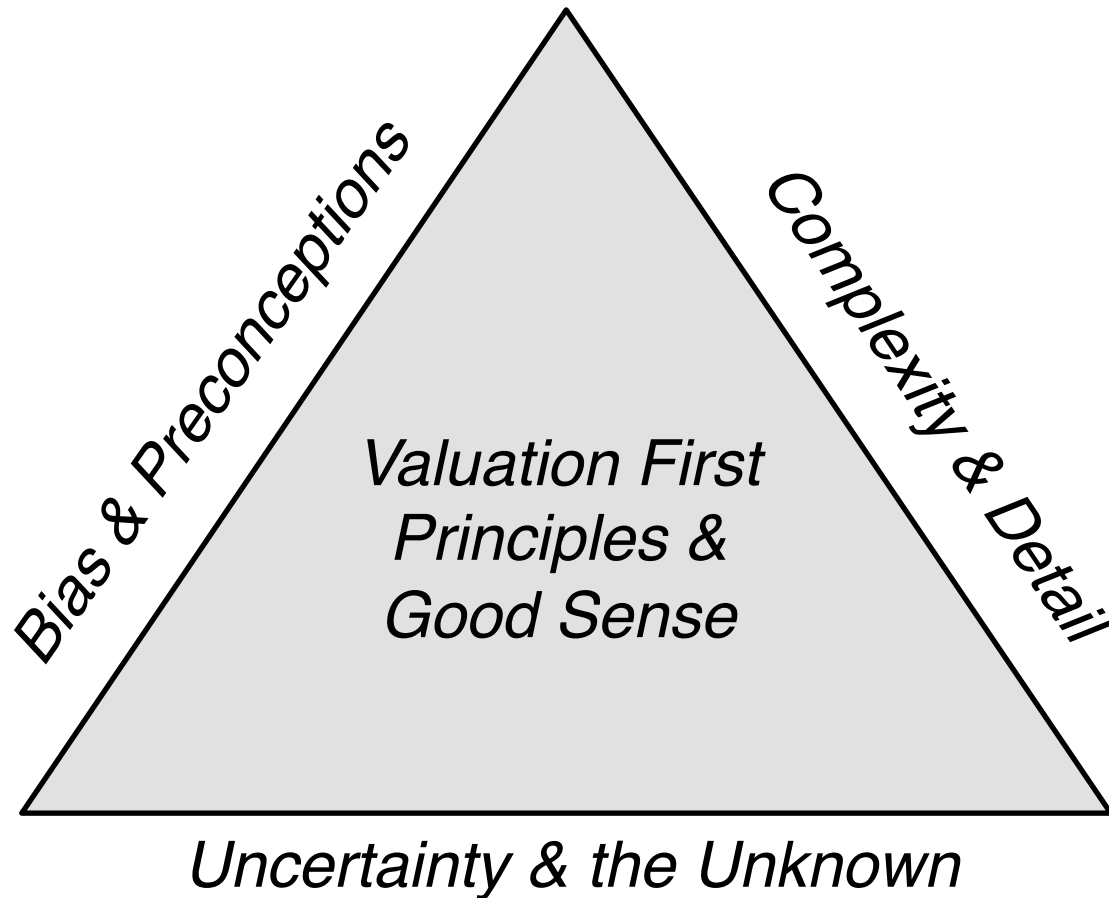 Bias & Preconceptions
Complexity & Detail
Valuation First
Principles &
Good Sense
Uncertainty & the Unknown